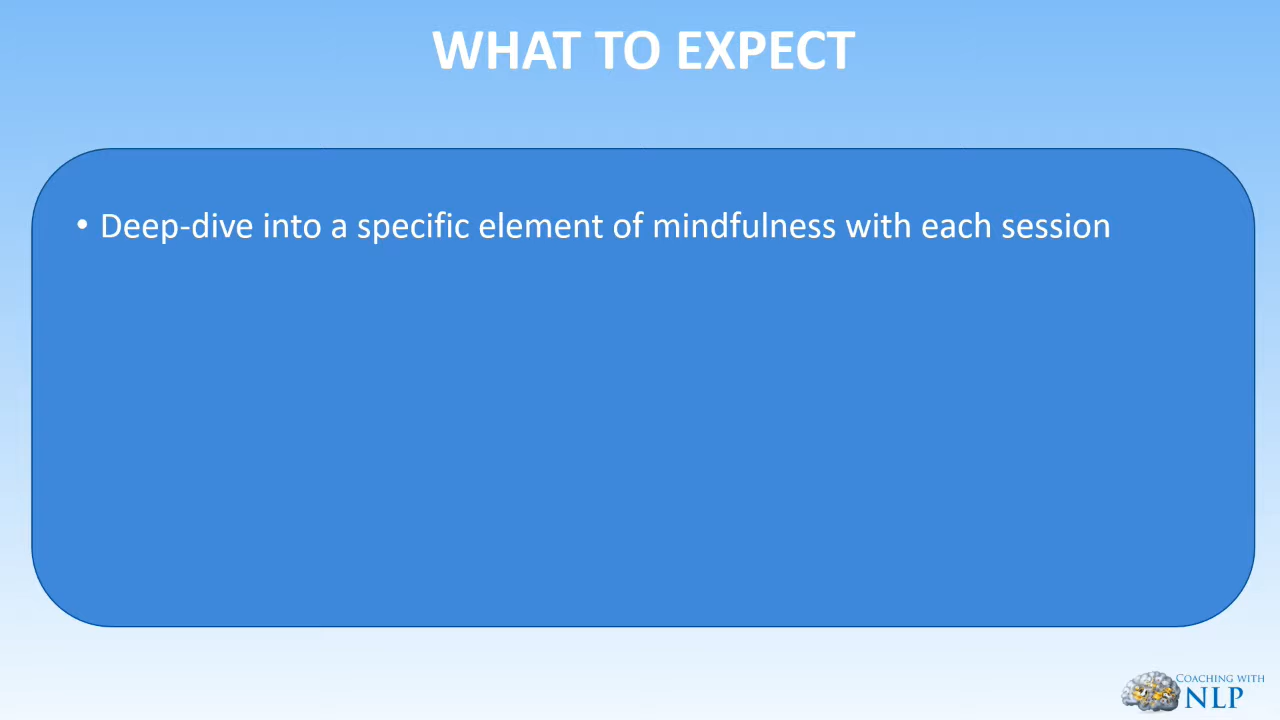 WHAT TO EXPECT
• Deep-dive into a specific element of mindfulness with each session
COACHING WITH
NLP